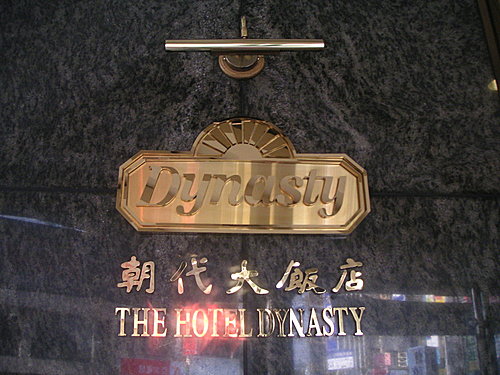 Dynasty
朝代大飯店
THE HOTEL DYNASTY